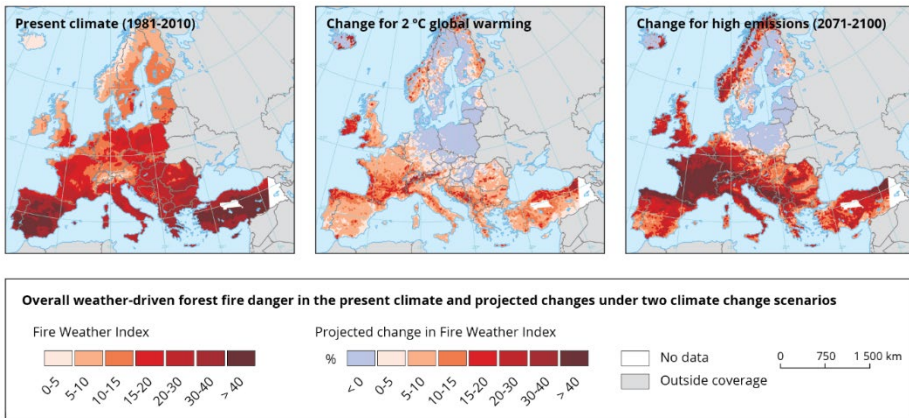 Present climate (1981-2010)
Change for 2 °C global warming
Change for high emissions (2071-2100)
Overall weather-driven forest fire danger in the present climate and projected changes under two climate change scenarios
Fire Weather Index
0-5
5-10
10-15
15-20
20-30
30-40
> 40
Projected change in Fire Weather Index
%
< 0
0-5
5-10
10-15
15-20
20-30
30-40
> 40
No data
Outside coverage
0 750 1 500 km